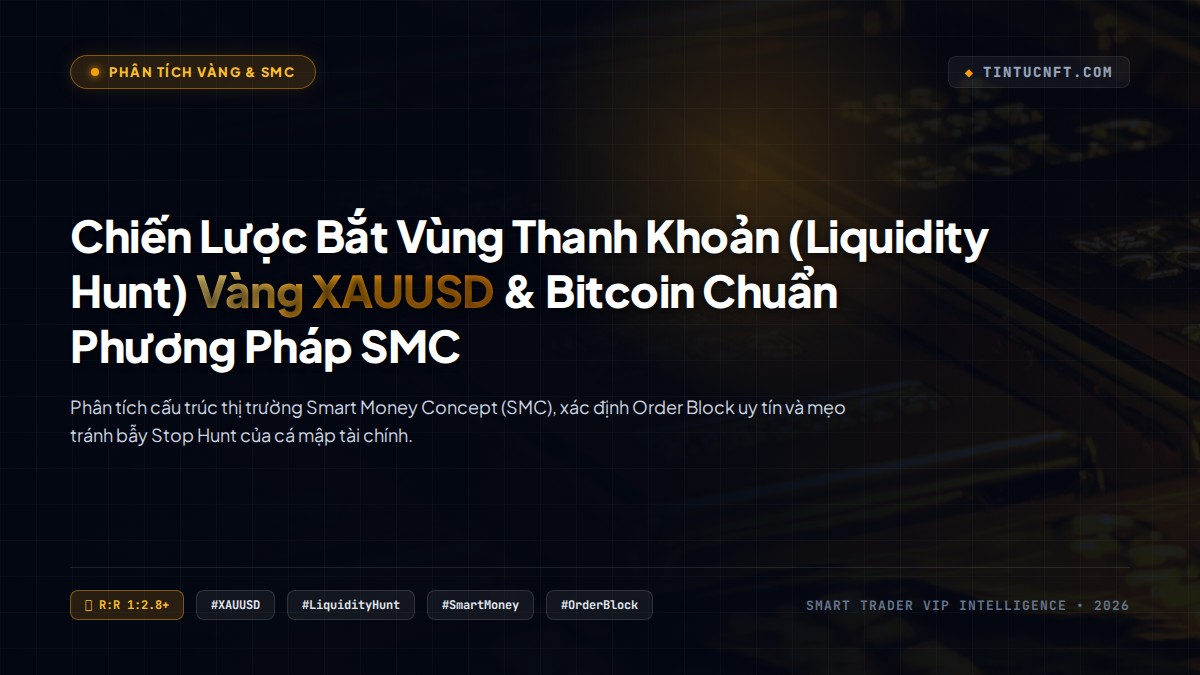 PHÂN TÍCH VÀNG & SMC
TINTUCNFT.COM
Chiến Lược Bắt Vùng Thanh Khoản (Liquidity
Hunt) Vàng XAUUSD & Bitcoin Chuẩn
Phương Pháp SMC
Phân tích cấu trúc thị trường Smart Money Concept (SMC), xác định Order Block uy tín và mẹo
tránh bẫy Stop Hunt của cá mập tài chính.
R:R 1:2.8+
#XAUUSD
#LiquidityHunt
#SmartMoney
#OrderBlock
SMART TRADER VIP INTELLIGENCE • 2026